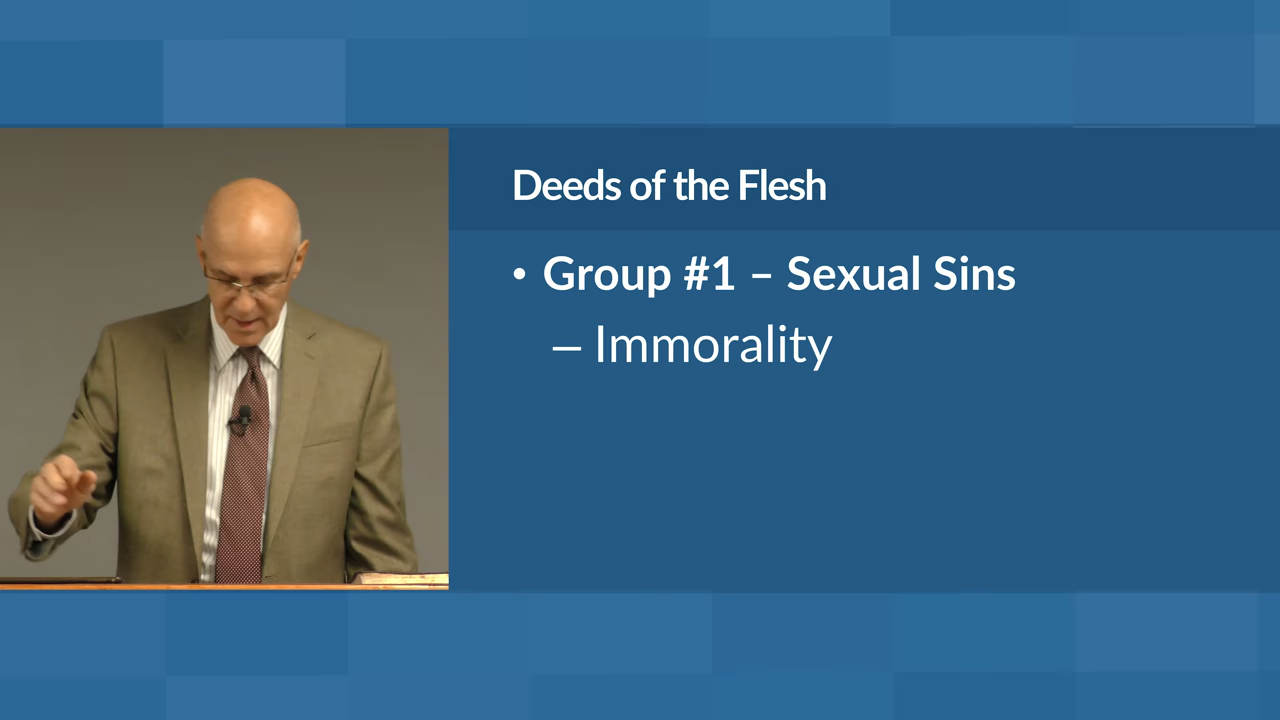 Deeds of the Flesh
• Group #1 – Sexual Sins
– Immorality